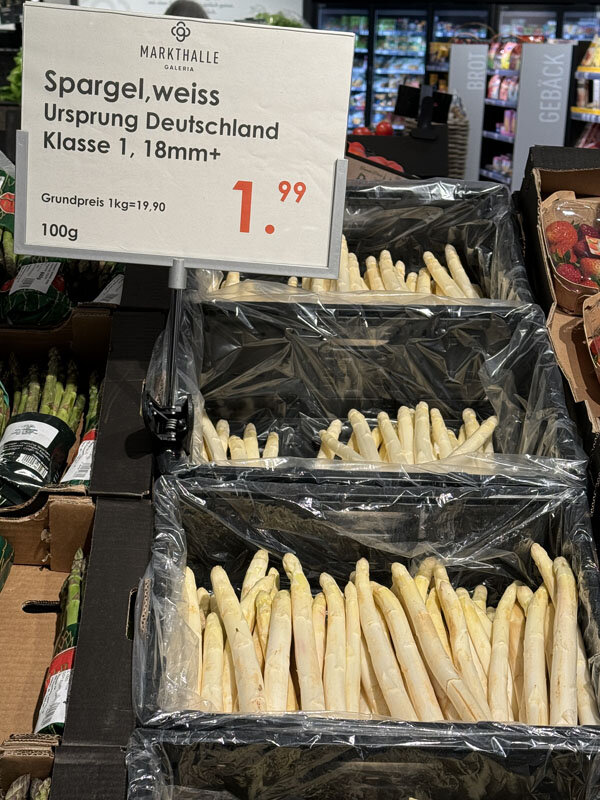 MARKTHALLE
GALERIA
Spargel,weiss
Ursprung Deutschland
Klasse 1, 18mm+
Grundpreis 1kg=19,90
1.99
100g
BROT
GEBÄCK